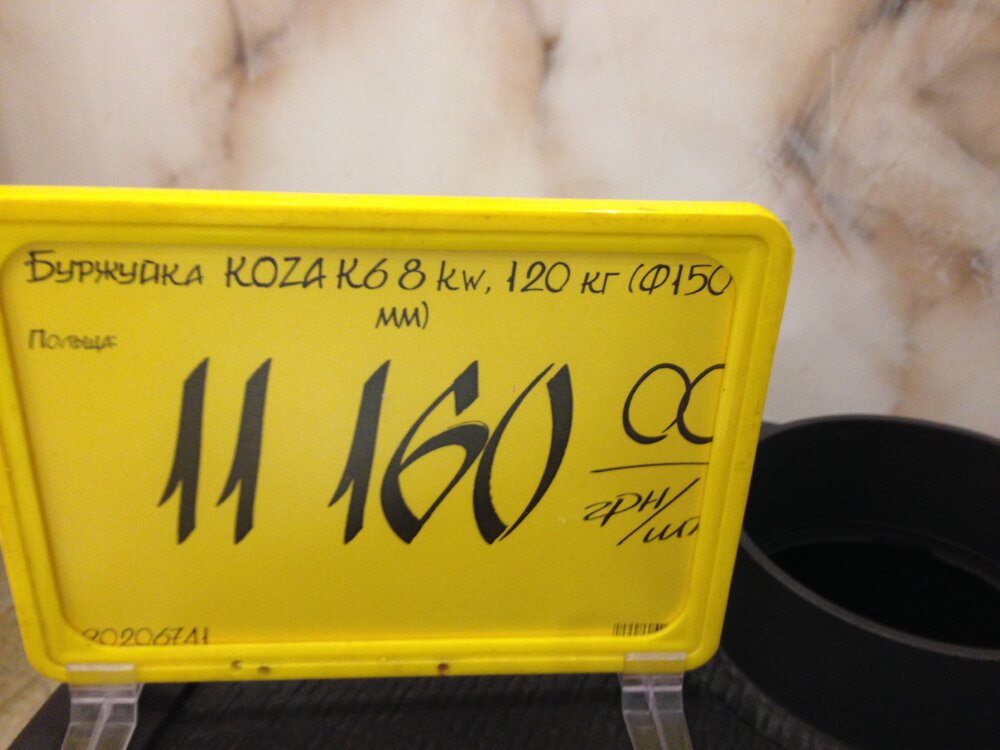 Буржуйка KOZA K6 8 kw, 120 кг (Ф150
мм)
Польща
11 160 00
грн/
шт